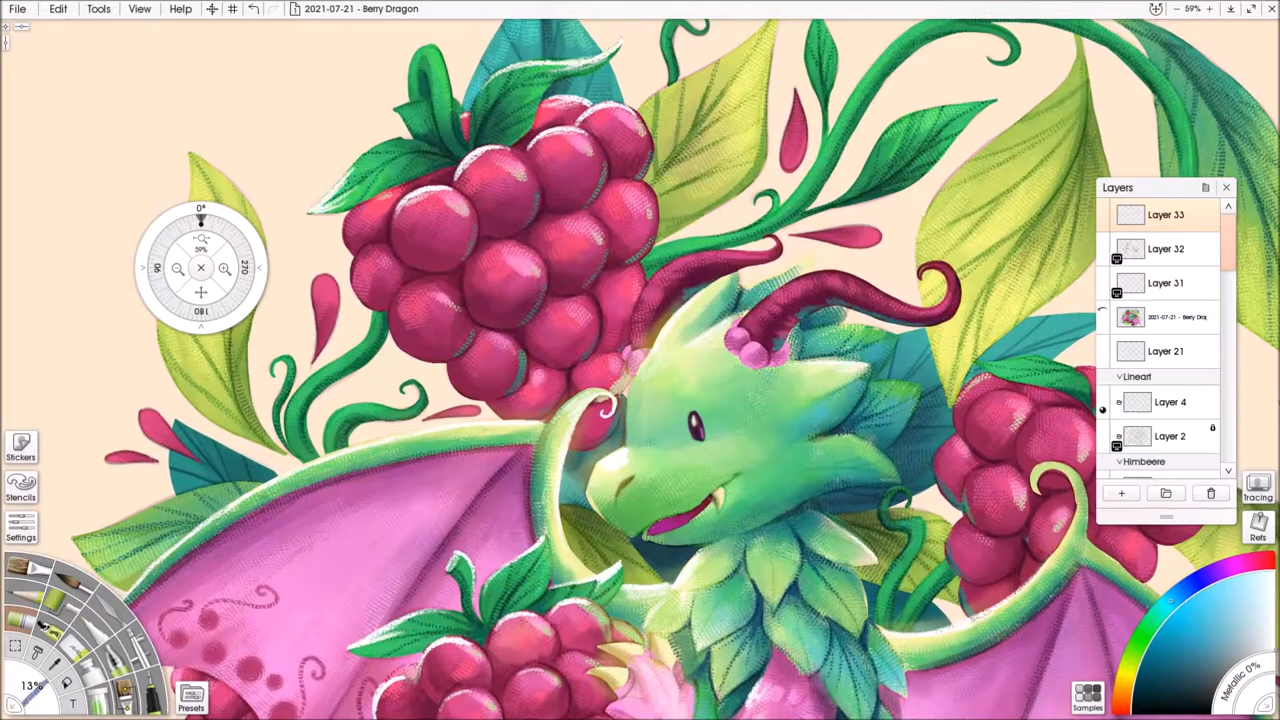 File Edit Tools View Help 2021-07-21 - Berry Dragon 59%
Layers
Layer 33
Layer 32
Layer 31
2021-07-21 - Berry Drag
Layer 21
Lineart
Layer 4
Layer 2
Himbeere
0°
59%
90
270
180
Stickers
Stencils
Settings
13%
T
Presets
Tracing
Refs
Samples
Metallic 0%